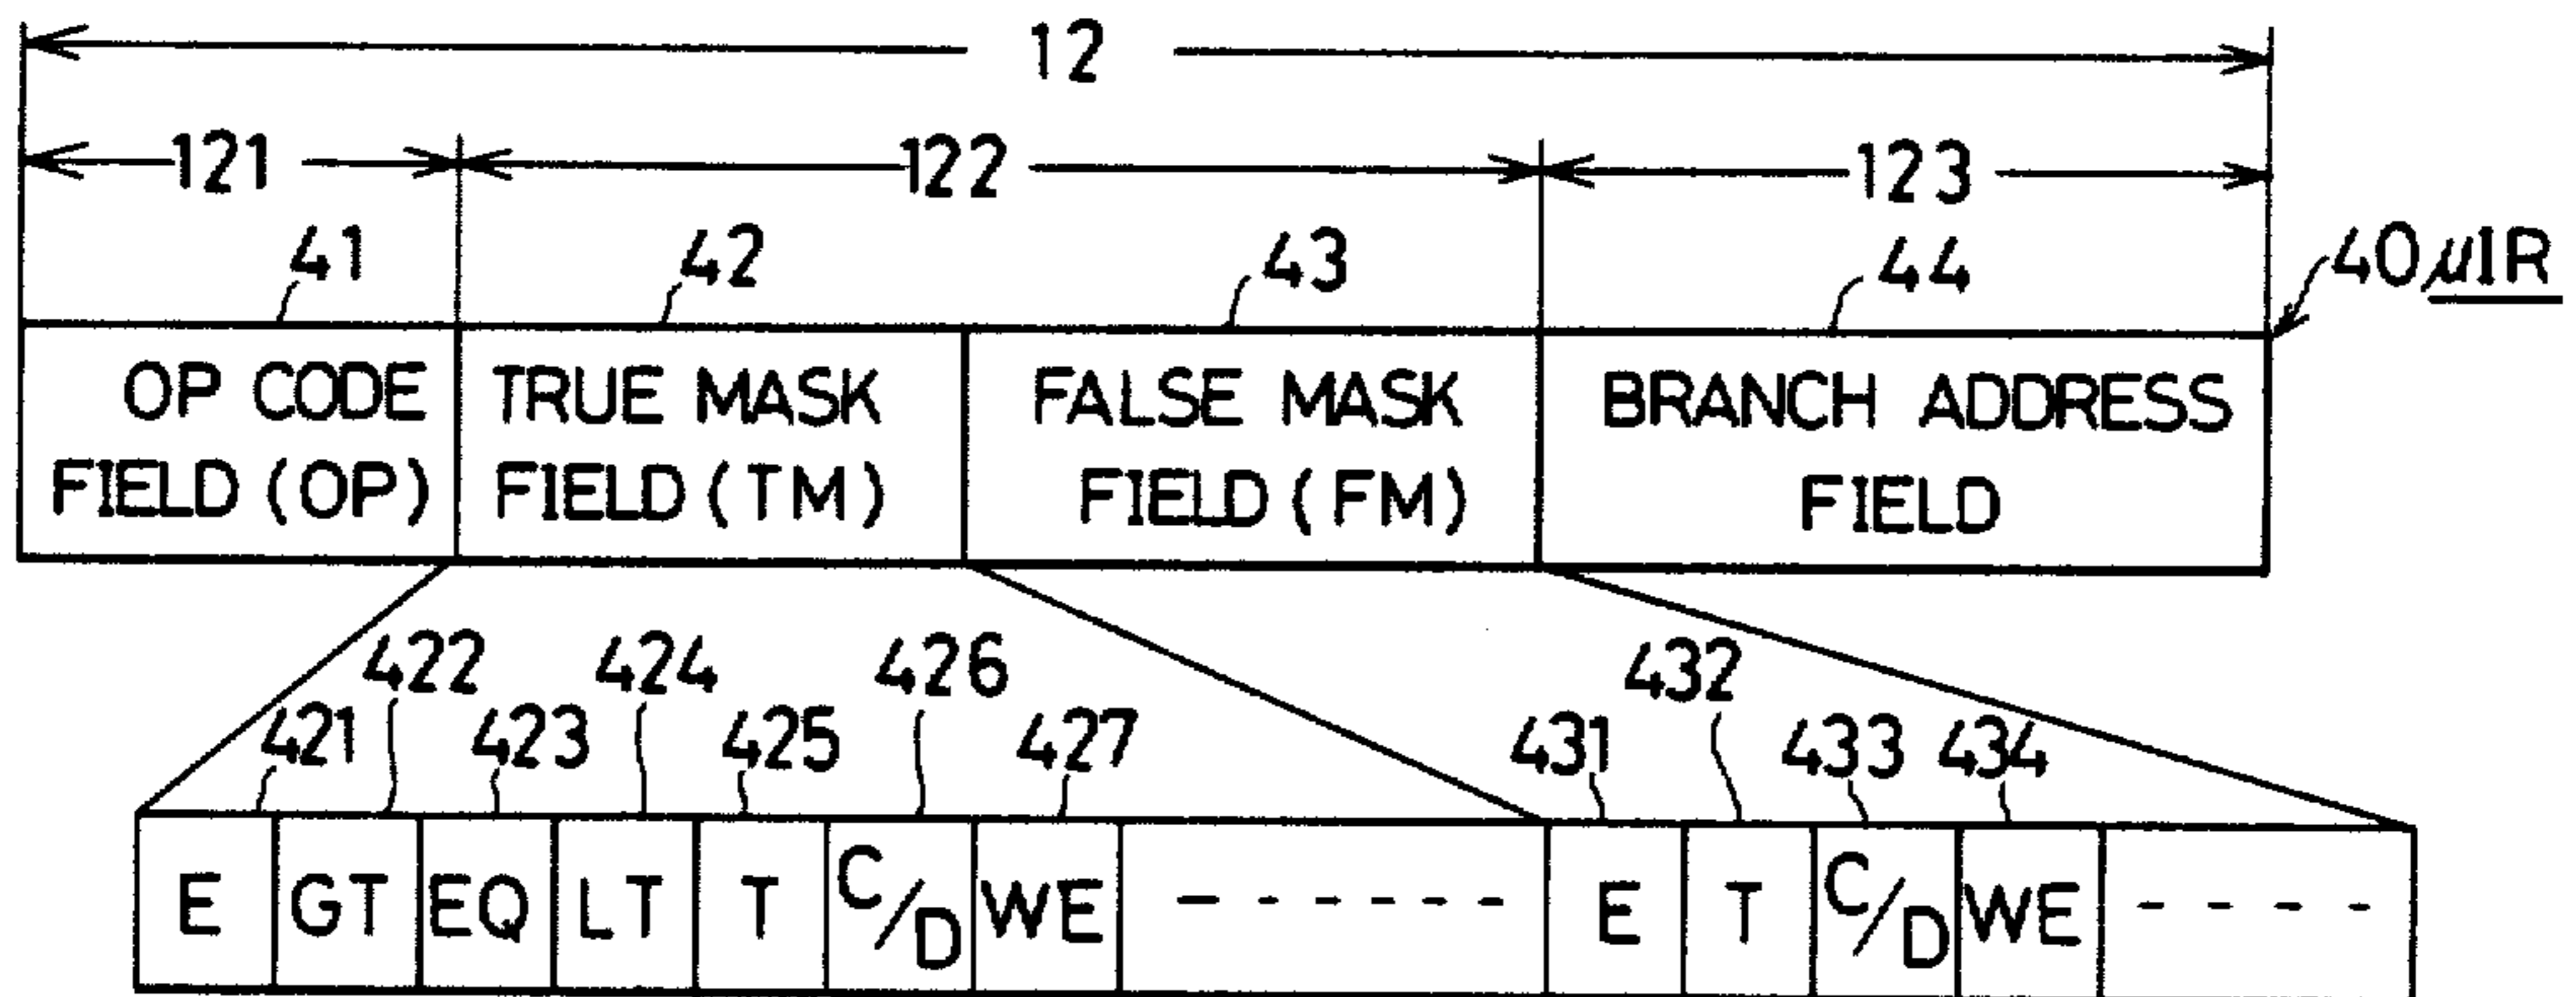 12
121 122 123
41 42 43 44 40 μIR
OP CODE FIELD (OP)
TRUE MASK FIELD (TM)
FALSE MASK FIELD (FM)
BRANCH ADDRESS FIELD
421 422 423 424 425 426 427 431 432 433 434
E GT EQ LT T C/D WE - - - - - - E T C/D WE - - - -